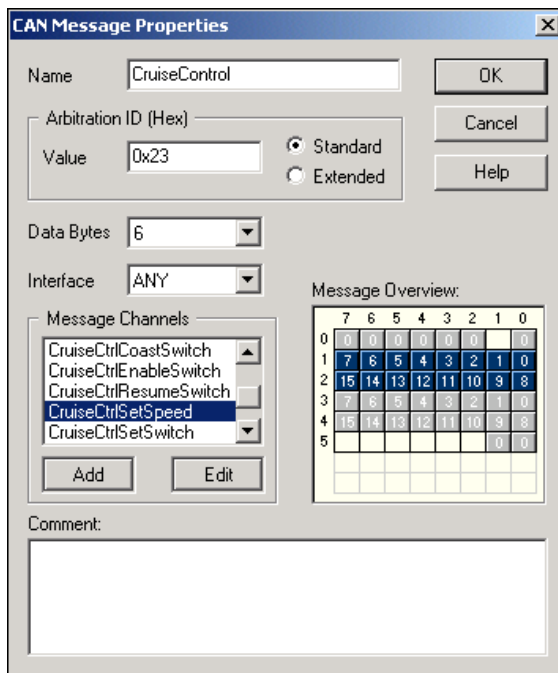 CAN Message Properties
Name CruiseControl OK
Arbitration ID (Hex) Cancel
Value 0x23 Standard
Extended Help
Data Bytes 6
Interface ANY
Message Overview:
Message Channels
CruiseCtrlCoastSwitch
CruiseCtrlEnableSwitch
CruiseCtrlResumeSwitch
CruiseCtrlSetSpeed
CruiseCtrlSetSwitch
Add Edit
7 6 5 4 3 2 1 0
0 0 0 0 0 0 0 0
1 7 6 5 4 3 2 1 0
2 15 14 13 12 11 10 9 8
3 7 6 5 4 3 2 1 0
4 15 14 13 12 11 10 9 8
5 0 0
Comment: